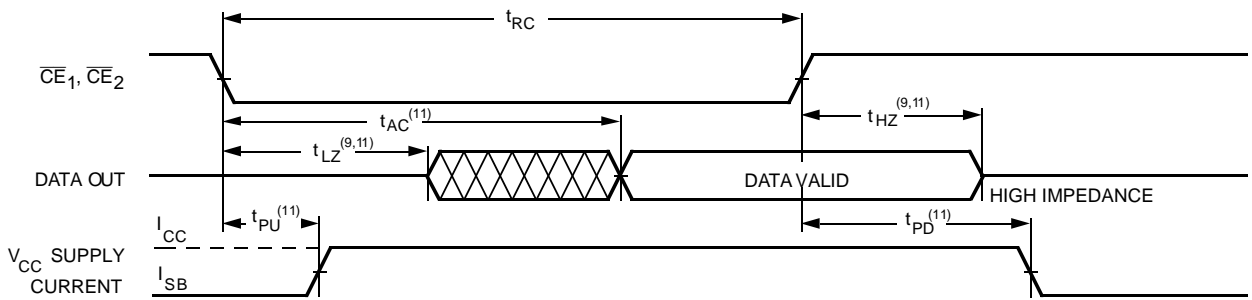 tRC
CE1, CE2
tAC(11)
tHZ(9,11)
tLZ(9,11)
DATA OUT
DATA VALID
HIGH IMPEDANCE
tPU(11)
tPD(11)
ICC
VCC SUPPLY
CURRENT
ISB